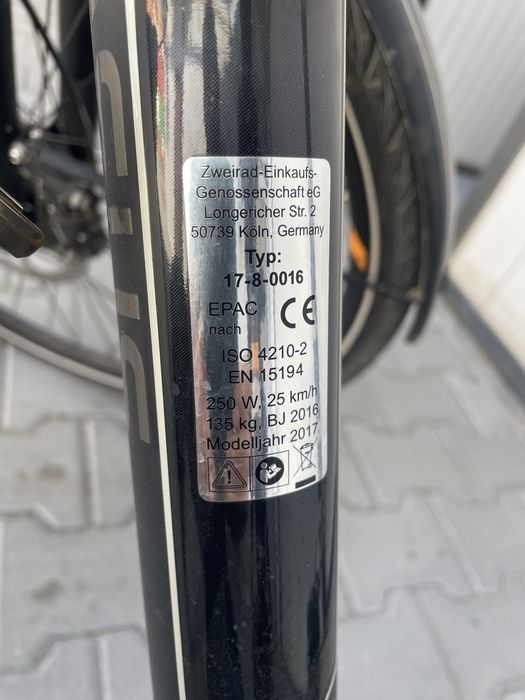 Zweirad-Einkaufs-
Genossenschaft eG
Longericher Str. 2
50739 Köln, Germany
Typ:
17-8-0016
EPAC
nach
CE
ISO 4210-2
EN 15194
250 W, 25 km/h
135 kg, BJ 2016
Modelljahr 2017